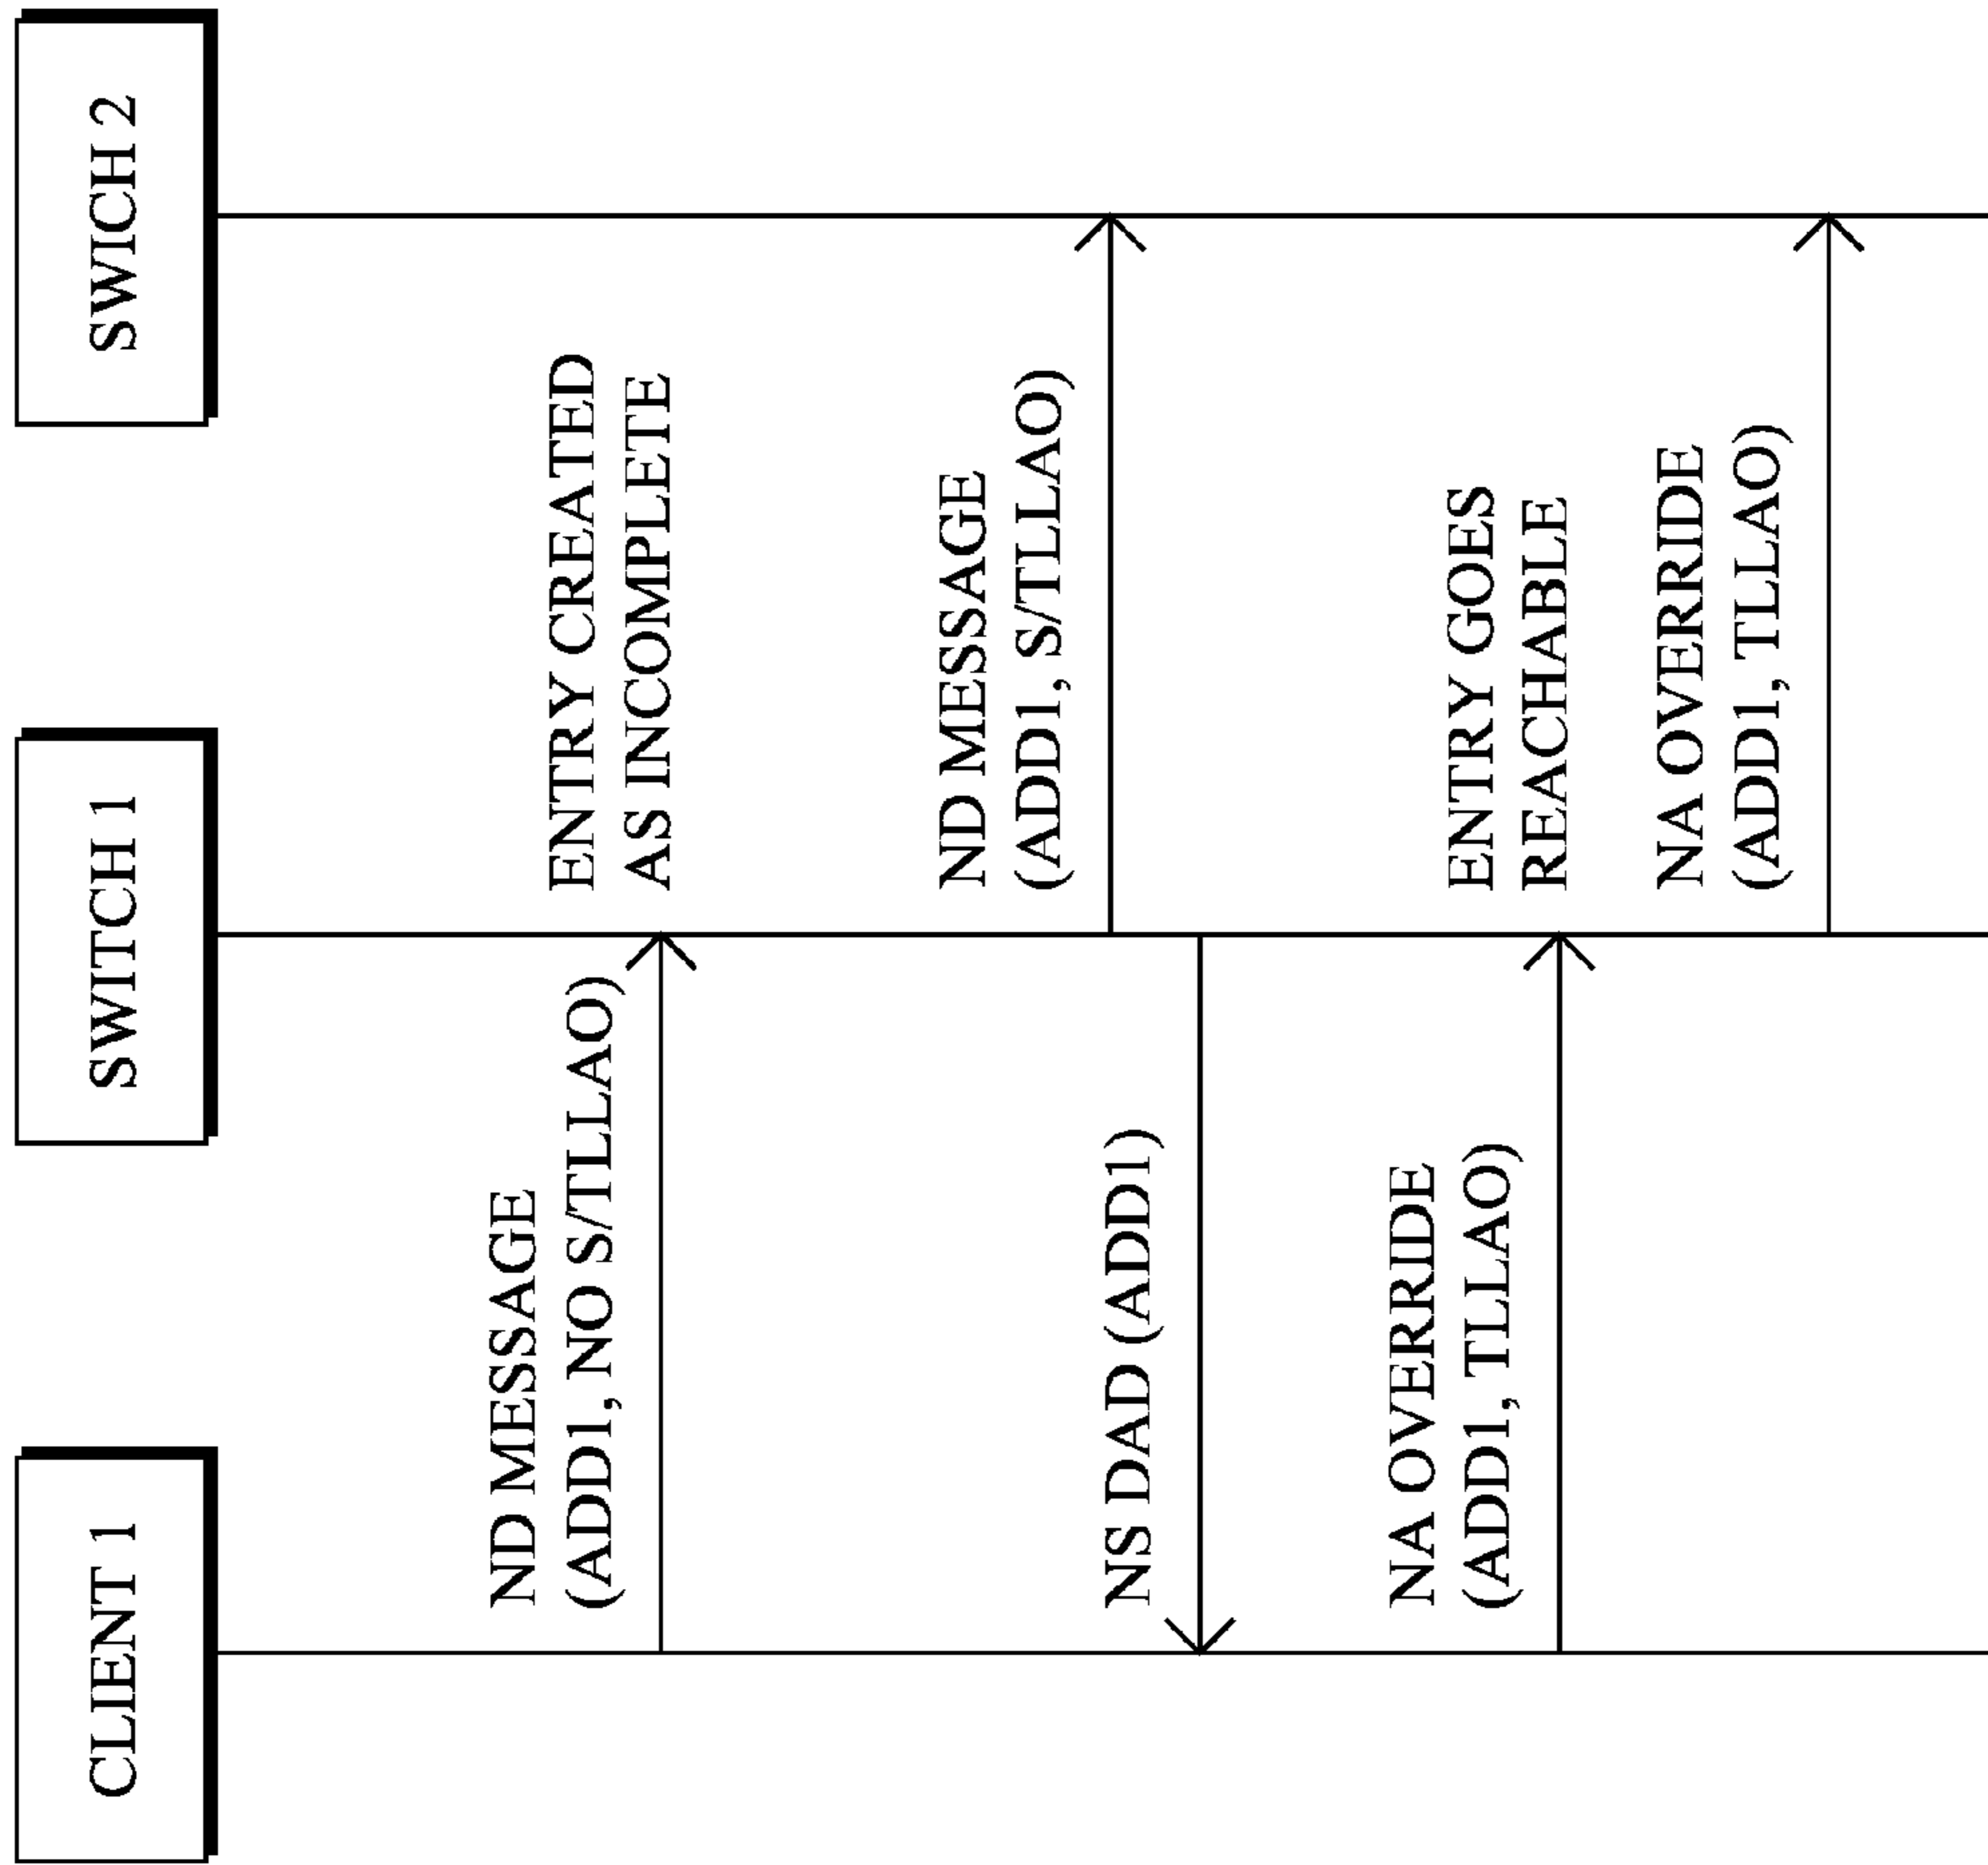 CLIENT 1
SWITCH 1
SWICH 2
ND MESSAGE
(ADD1, NO S/TLLAO)
ENTRY CREATED
AS INCOMPLETE
ND MESSAGE
(ADD1, S/TLLAO)
NS DAD (ADD1)
NA OVERRIDE
(ADD1, TLLAO)
ENTRY GOES
REACHABLE
NA OVERRIDE
(ADD1, TLLAO)